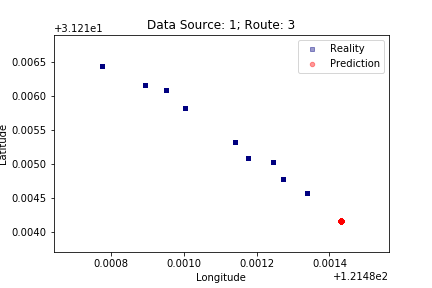 Data Source: 1; Route: 3
+3.121e1
Reality
Prediction
0.0065
0.0060
0.0055
0.0050
0.0045
0.0040
Latitude
0.0008 0.0010 0.0012 0.0014
Longitude
+1.2148e2